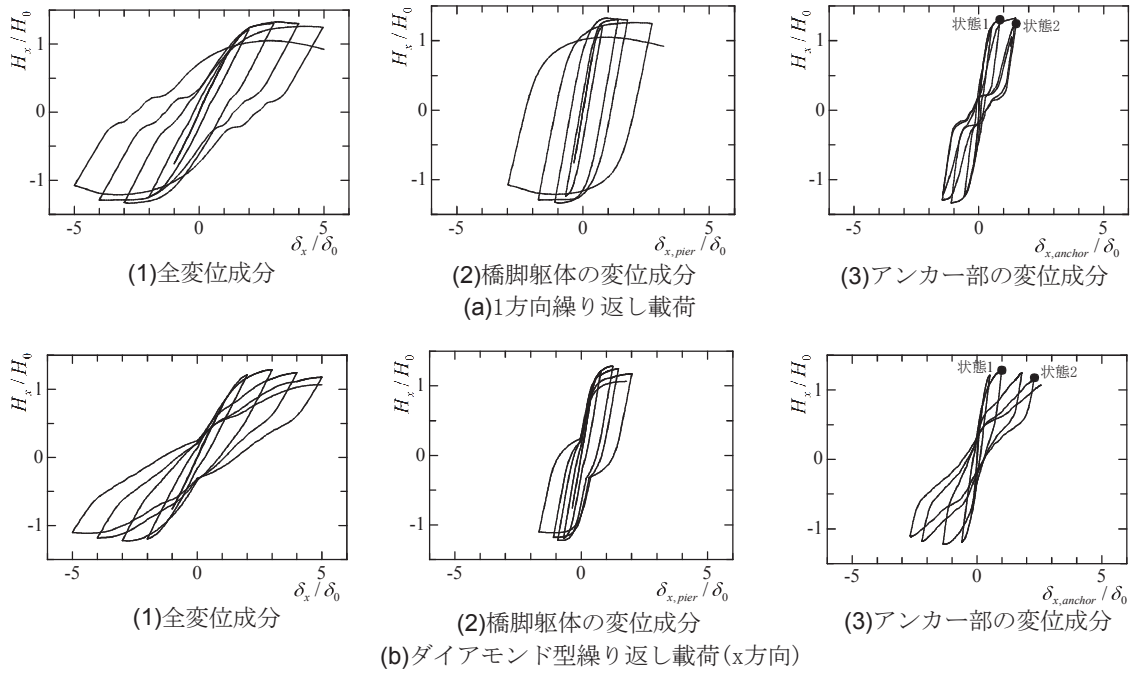 H_x / H_0
1
0
-1
-5
0
5
δ_x / δ_0
(1)全変位成分
H_x / H_0
1
0
-1
-5
0
5
δ_{x,pier} / δ_0
(2)橋脚躯体の変位成分
H_x / H_0
状態1
状態2
1
0
-1
-5
0
5
δ_{x,anchor} / δ_0
(3)アンカー部の変位成分
(a)1方向繰り返し載荷
H_x / H_0
1
0
-1
-5
0
5
δ_x / δ_0
(1)全変位成分
H_x / H_0
1
0
-1
-5
0
5
δ_{x,pier} / δ_0
(2)橋脚躯体の変位成分
H_x / H_0
状態1
状態2
1
0
-1
-5
0
5
δ_{x,anchor} / δ_0
(3)アンカー部の変位成分
(b)ダイアモンド型繰り返し載荷(x方向)